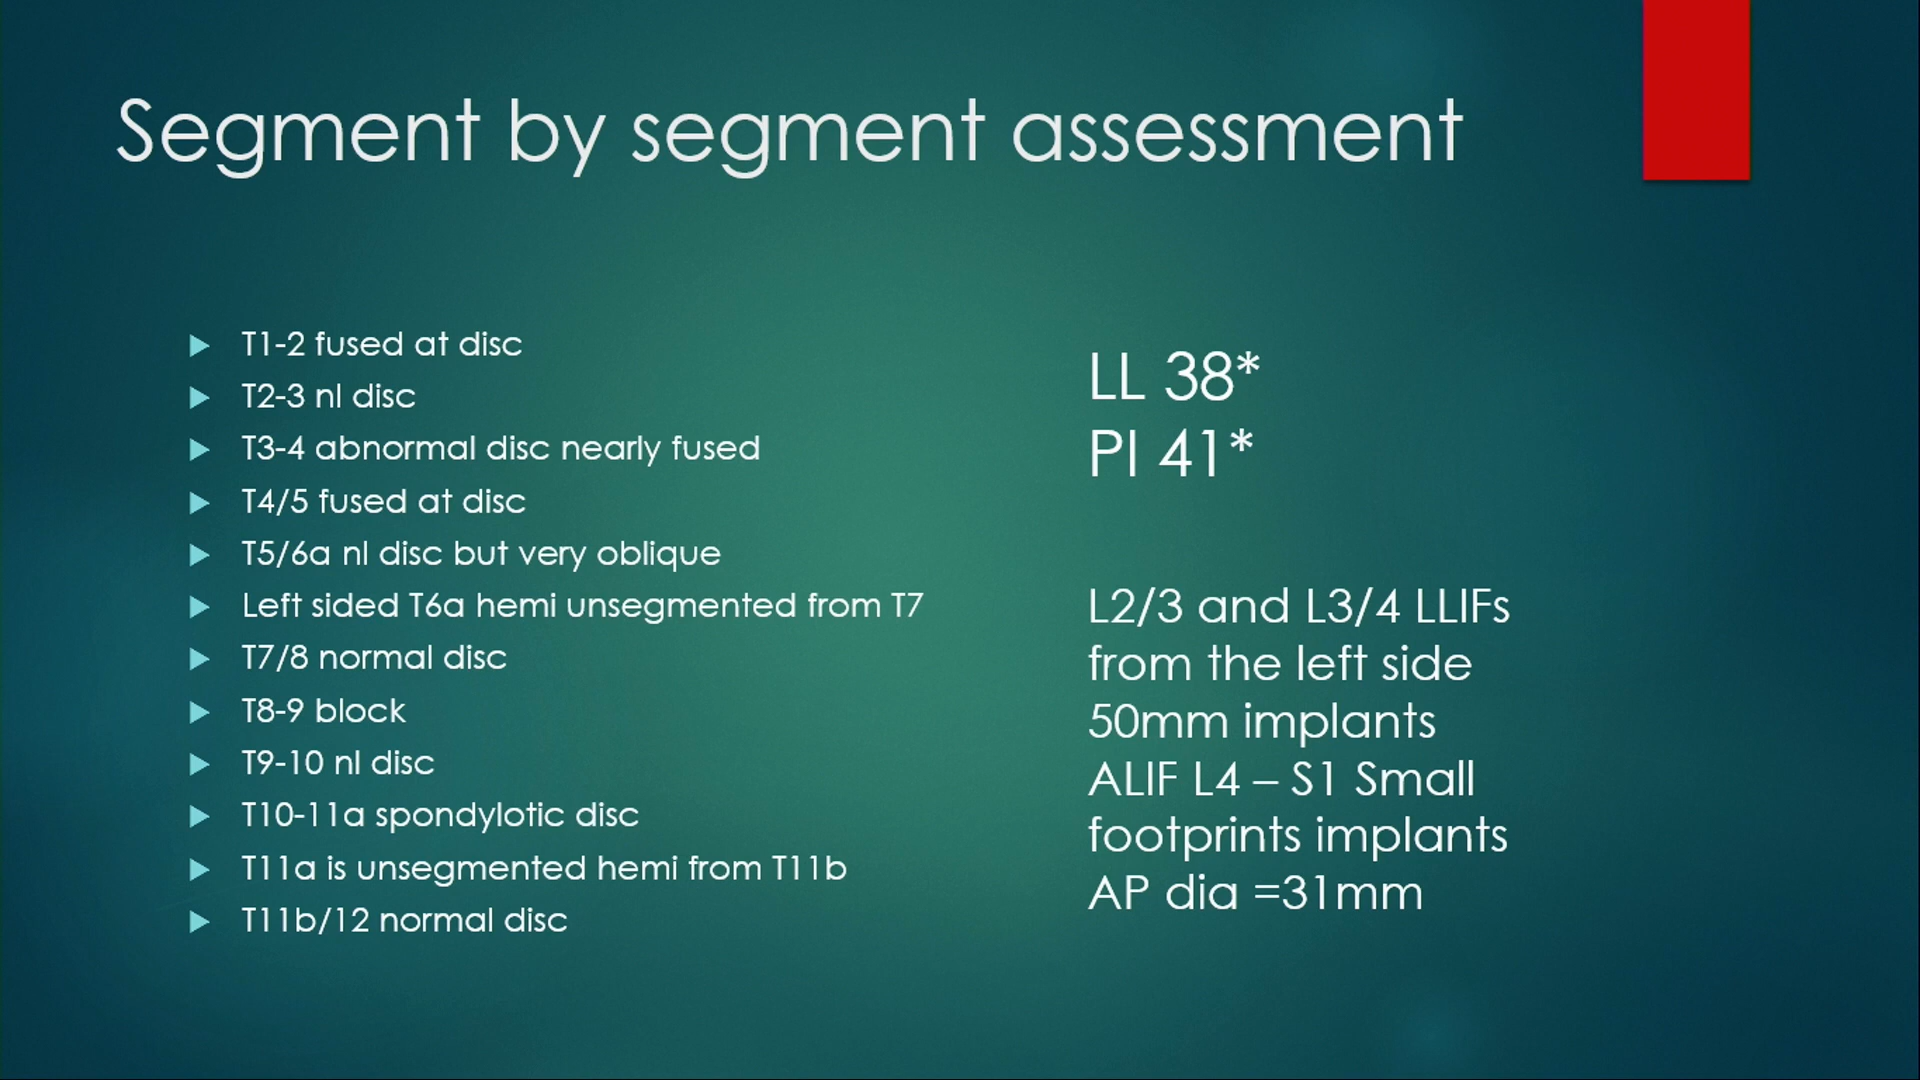 Segment by segment assessment
T1-2 fused at disc
T2-3 nl disc
T3-4 abnormal disc nearly fused
T4/5 fused at disc
T5/6a nl disc but very oblique
Left sided T6a hemi unsegmented from T7
T7/8 normal disc
T8-9 block
T9-10 nl disc
T10-11a spondylotic disc
T11a is unsegmented hemi from T11b
T11b/12 normal disc
LL 38*
PI 41*
L2/3 and L3/4 LLIFs
from the left side
50mm implants
ALIF L4 – S1 Small
footprints implants
AP dia =31mm